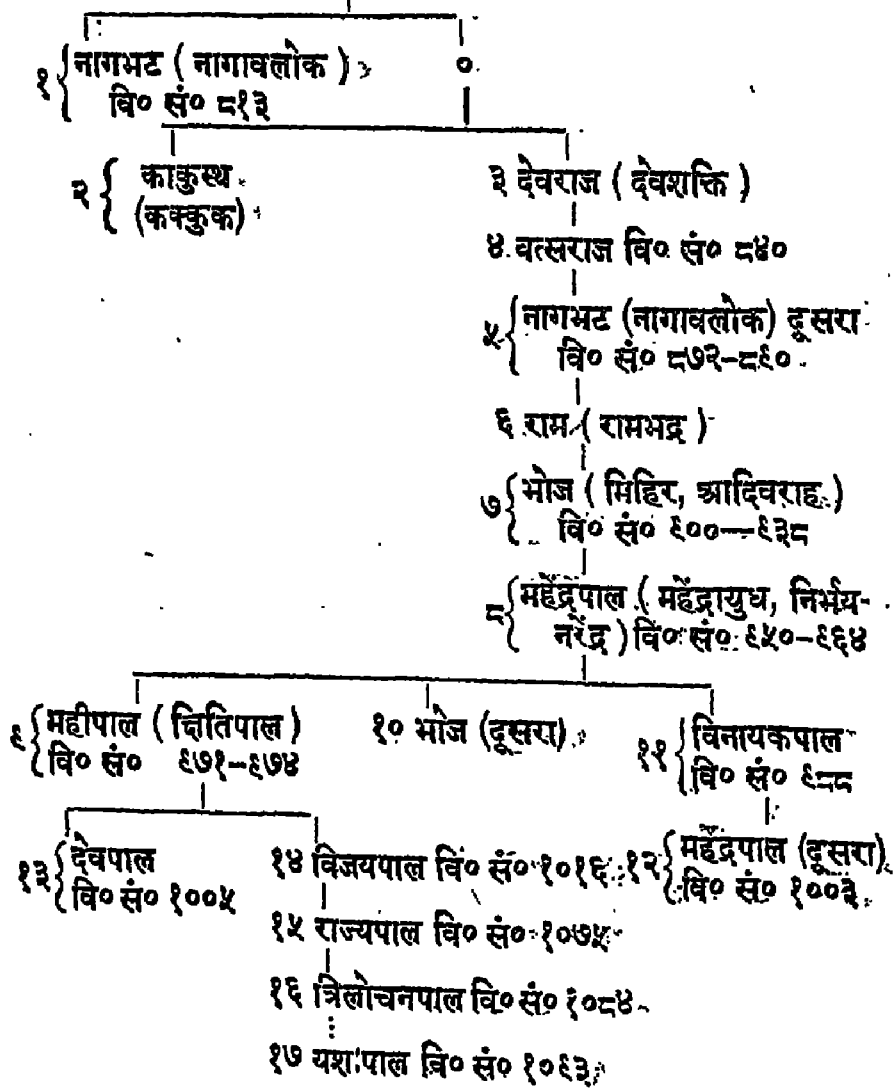 १ { नागभट ( नागावलोक ) ०
वि० सं० ८१३
२ { काकुस्थ
(कक्कुक)
३ देवराज ( देवशक्ति )
४ वत्सराज वि० सं० ८४०
५ { नागभट (नागावलोक) दूसरा
वि० सं० ८७२–८९०
६ राम ( रामभद्र )
७ { भोज ( मिहिर, आदिवराह )
वि० सं० ९००—९३८
८ { महेंद्रपाल ( महेंद्रायुध, निर्भय-
नरेंद्र ) वि० सं० ९५०–९६४
९ { महीपाल ( क्षितिपाल )
वि० सं० ९७१–९७४
१० भोज (दूसरा)
११ { विनायकपाल
वि० सं० ९८८
१३ { देवपाल
वि० सं० १००५
१४ विजयपाल वि० सं० १०१६
१२ { महेंद्रपाल (दूसरा)
वि० सं० १००३
१५ राज्यपाल वि० सं० १०७५
१६ त्रिलोचनपाल वि० सं० १०८४
१७ यशःपाल वि० सं० १०९३